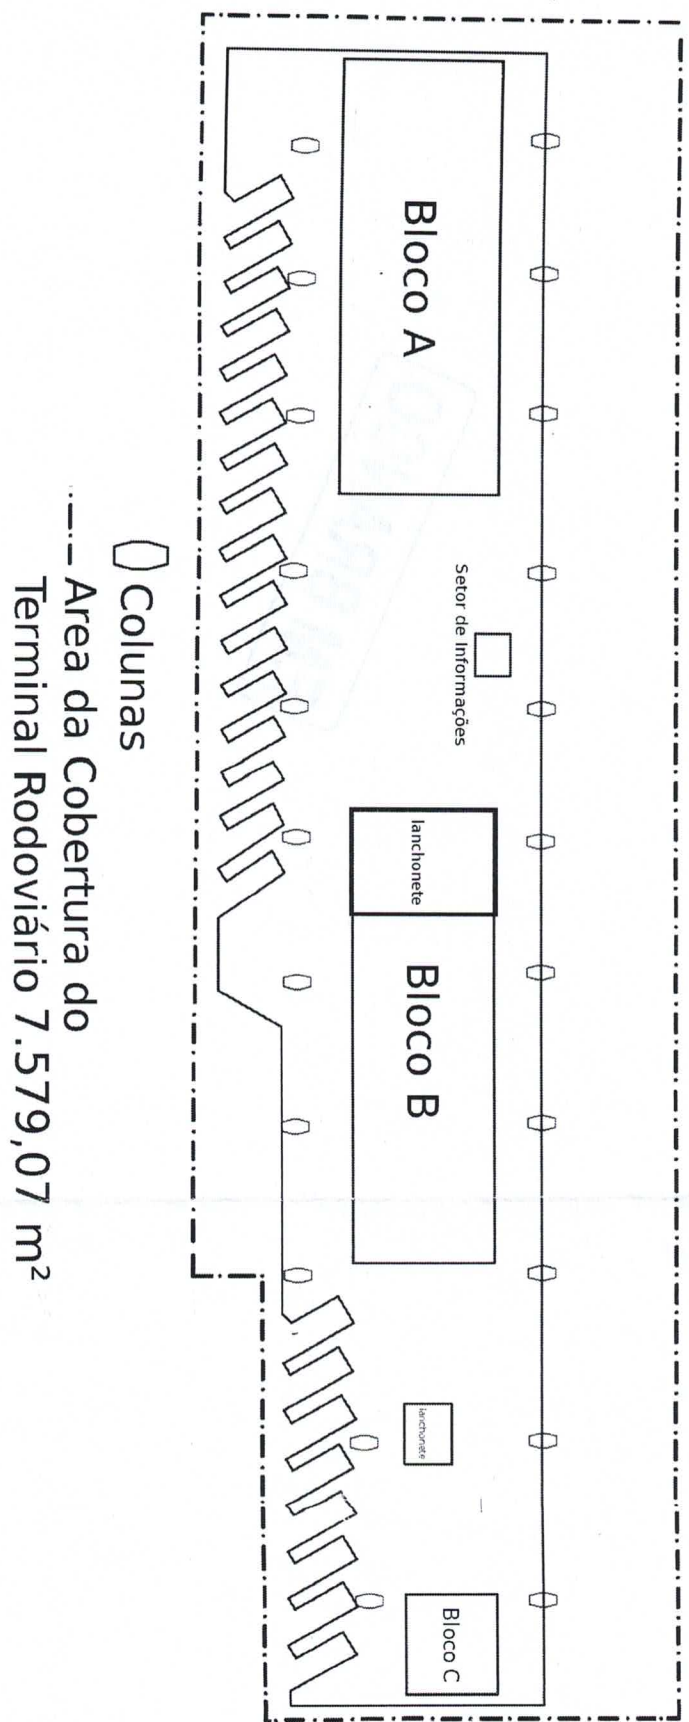 Bloco A
Setor de Informações
lanchonete
Bloco B
lanchonete
Bloco C
Colunas
Area da Cobertura do
Terminal Rodoviário 7.579,07 m²